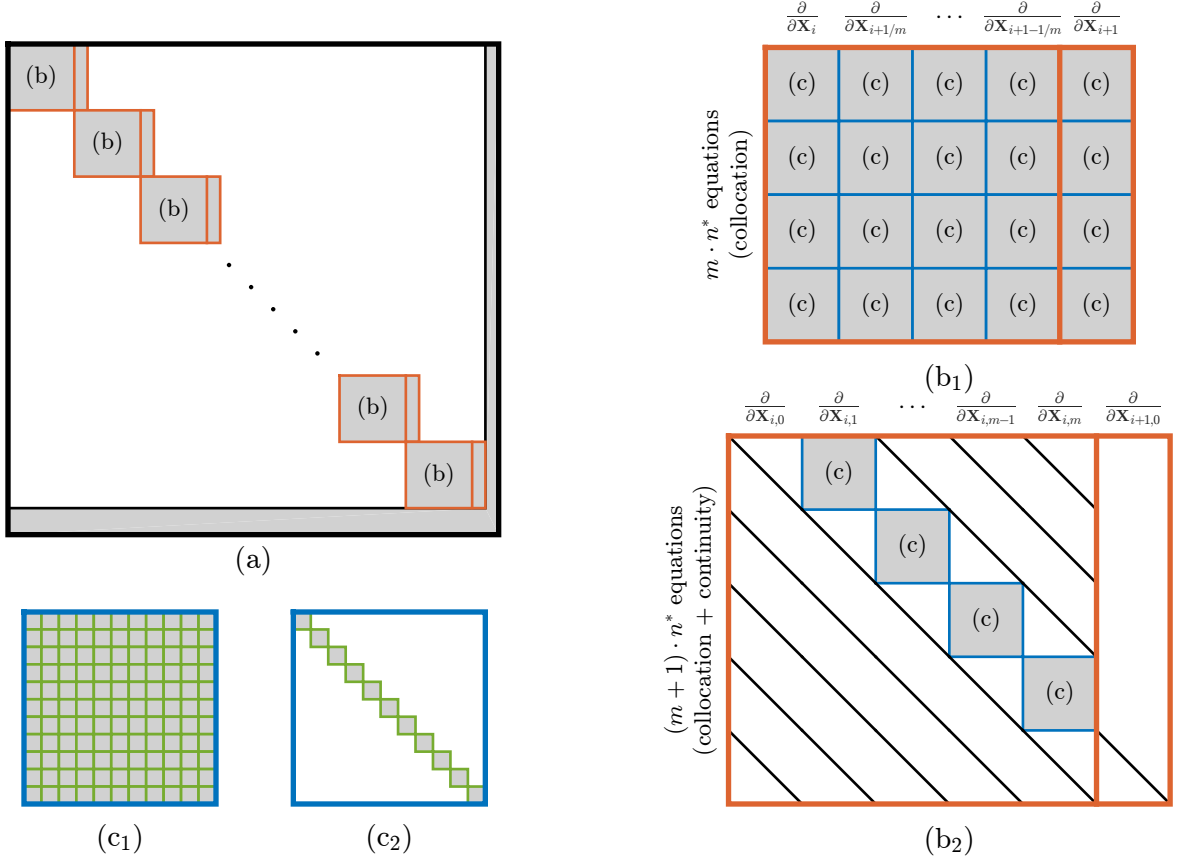 (b)
(b)
(b)
(b)
(b)
(a)
(c₁)
(c₂)
∂/∂X_i ∂/∂X_{i+1/m} ⋯ ∂/∂X_{i+1−1/m} ∂/∂X_{i+1}
m · n* equations
(collocation)
(c) (c) (c) (c) (c)
(c) (c) (c) (c) (c)
(c) (c) (c) (c) (c)
(c) (c) (c) (c) (c)
(b₁)
∂/∂X_{i,0} ∂/∂X_{i,1} ⋯ ∂/∂X_{i,m−1} ∂/∂X_{i,m} ∂/∂X_{i+1,0}
(m + 1) · n* equations
(collocation + continuity)
(c)
(c)
(c)
(c)
(b₂)